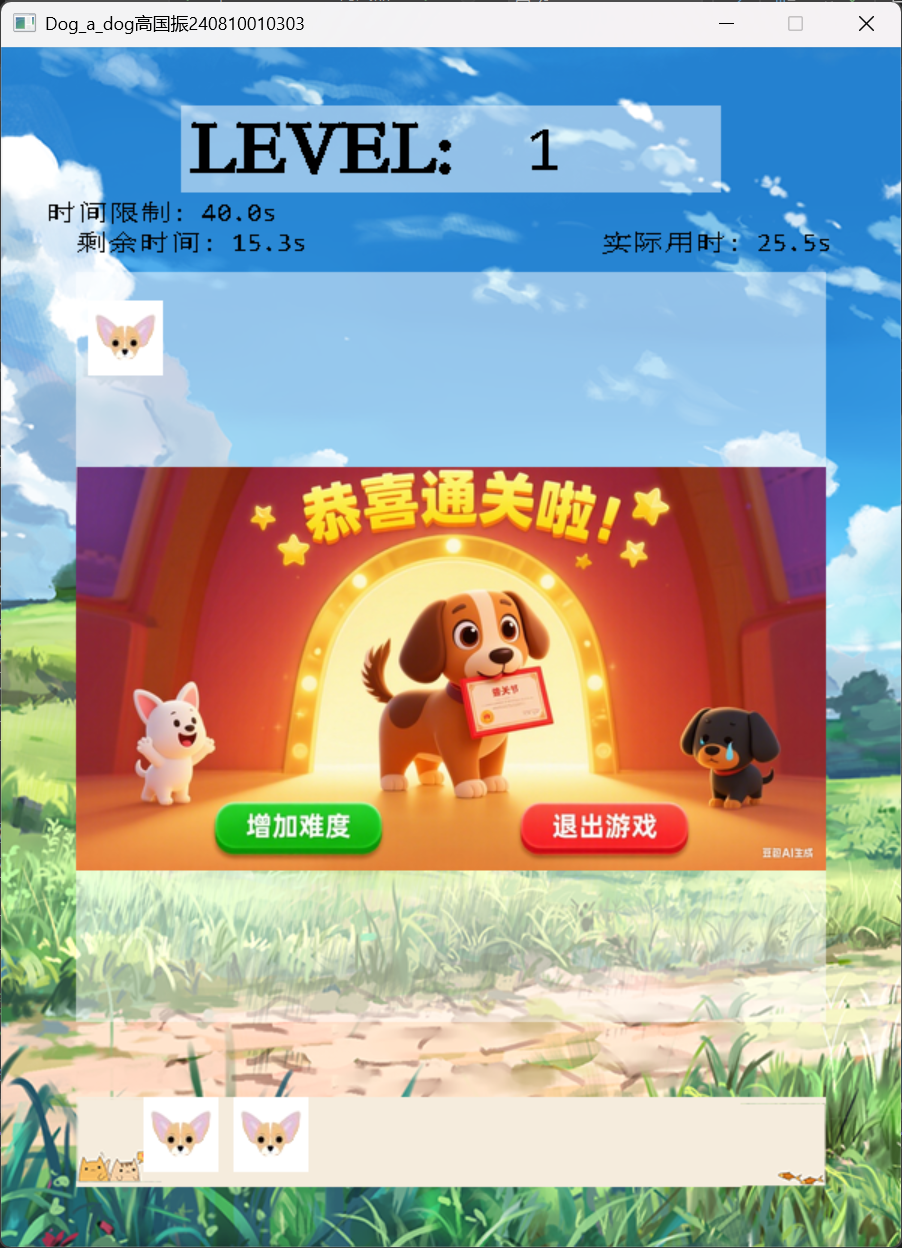 Dog_a_dog高国振240810010303
LEVEL: 1
时间限制: 40.0s
剩余时间: 15.3s
实际用时: 25.5s
恭喜通关啦!
增加难度
退出游戏
豆包AI生成